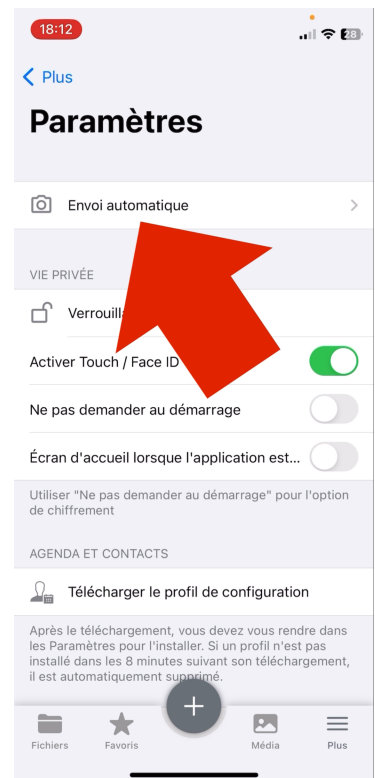 18:12
28
Plus
Paramètres
Envoi automatique
VIE PRIVÉE
Activer Touch / Face ID
Ne pas demander au démarrage
Écran d'accueil lorsque l'application est...
Utiliser "Ne pas demander au démarrage" pour l'option
de chiffrement
AGENDA ET CONTACTS
Télécharger le profil de configuration
Après le téléchargement, vous devez vous rendre dans
les Paramètres pour l'installer. Si un profil n'est pas
installé dans les 8 minutes suivant son téléchargement,
il est automatiquement supprimé.
Fichiers
Favoris
Média
Plus